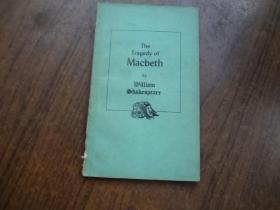 The
Tragedy of
Macbeth
by
William
Shakespeare